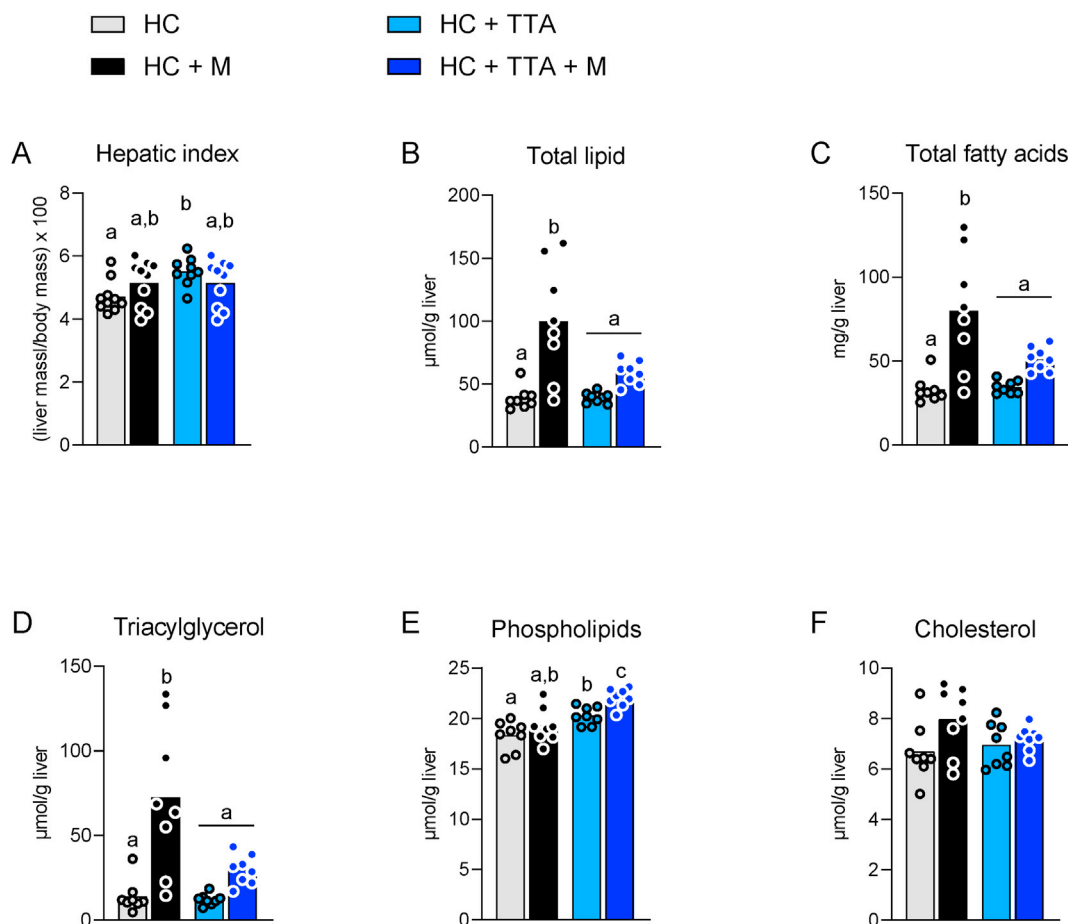 HC
HC + TTA
HC + M
HC + TTA + M
A
Hepatic index
(liver massl/body mass) x 100
8
6
4
2
0
a
a,b
b
a,b
B
Total lipid
µmol/g liver
200
150
100
50
0
a
b
a
C
Total fatty acids
mg/g liver
150
100
50
0
a
b
a
D
Triacylglycerol
µmol/g liver
150
100
50
0
a
b
a
E
Phospholipids
µmol/g liver
25
20
15
10
5
0
a
a,b
b
c
F
Cholesterol
µmol/g liver
10
8
6
4
2
0